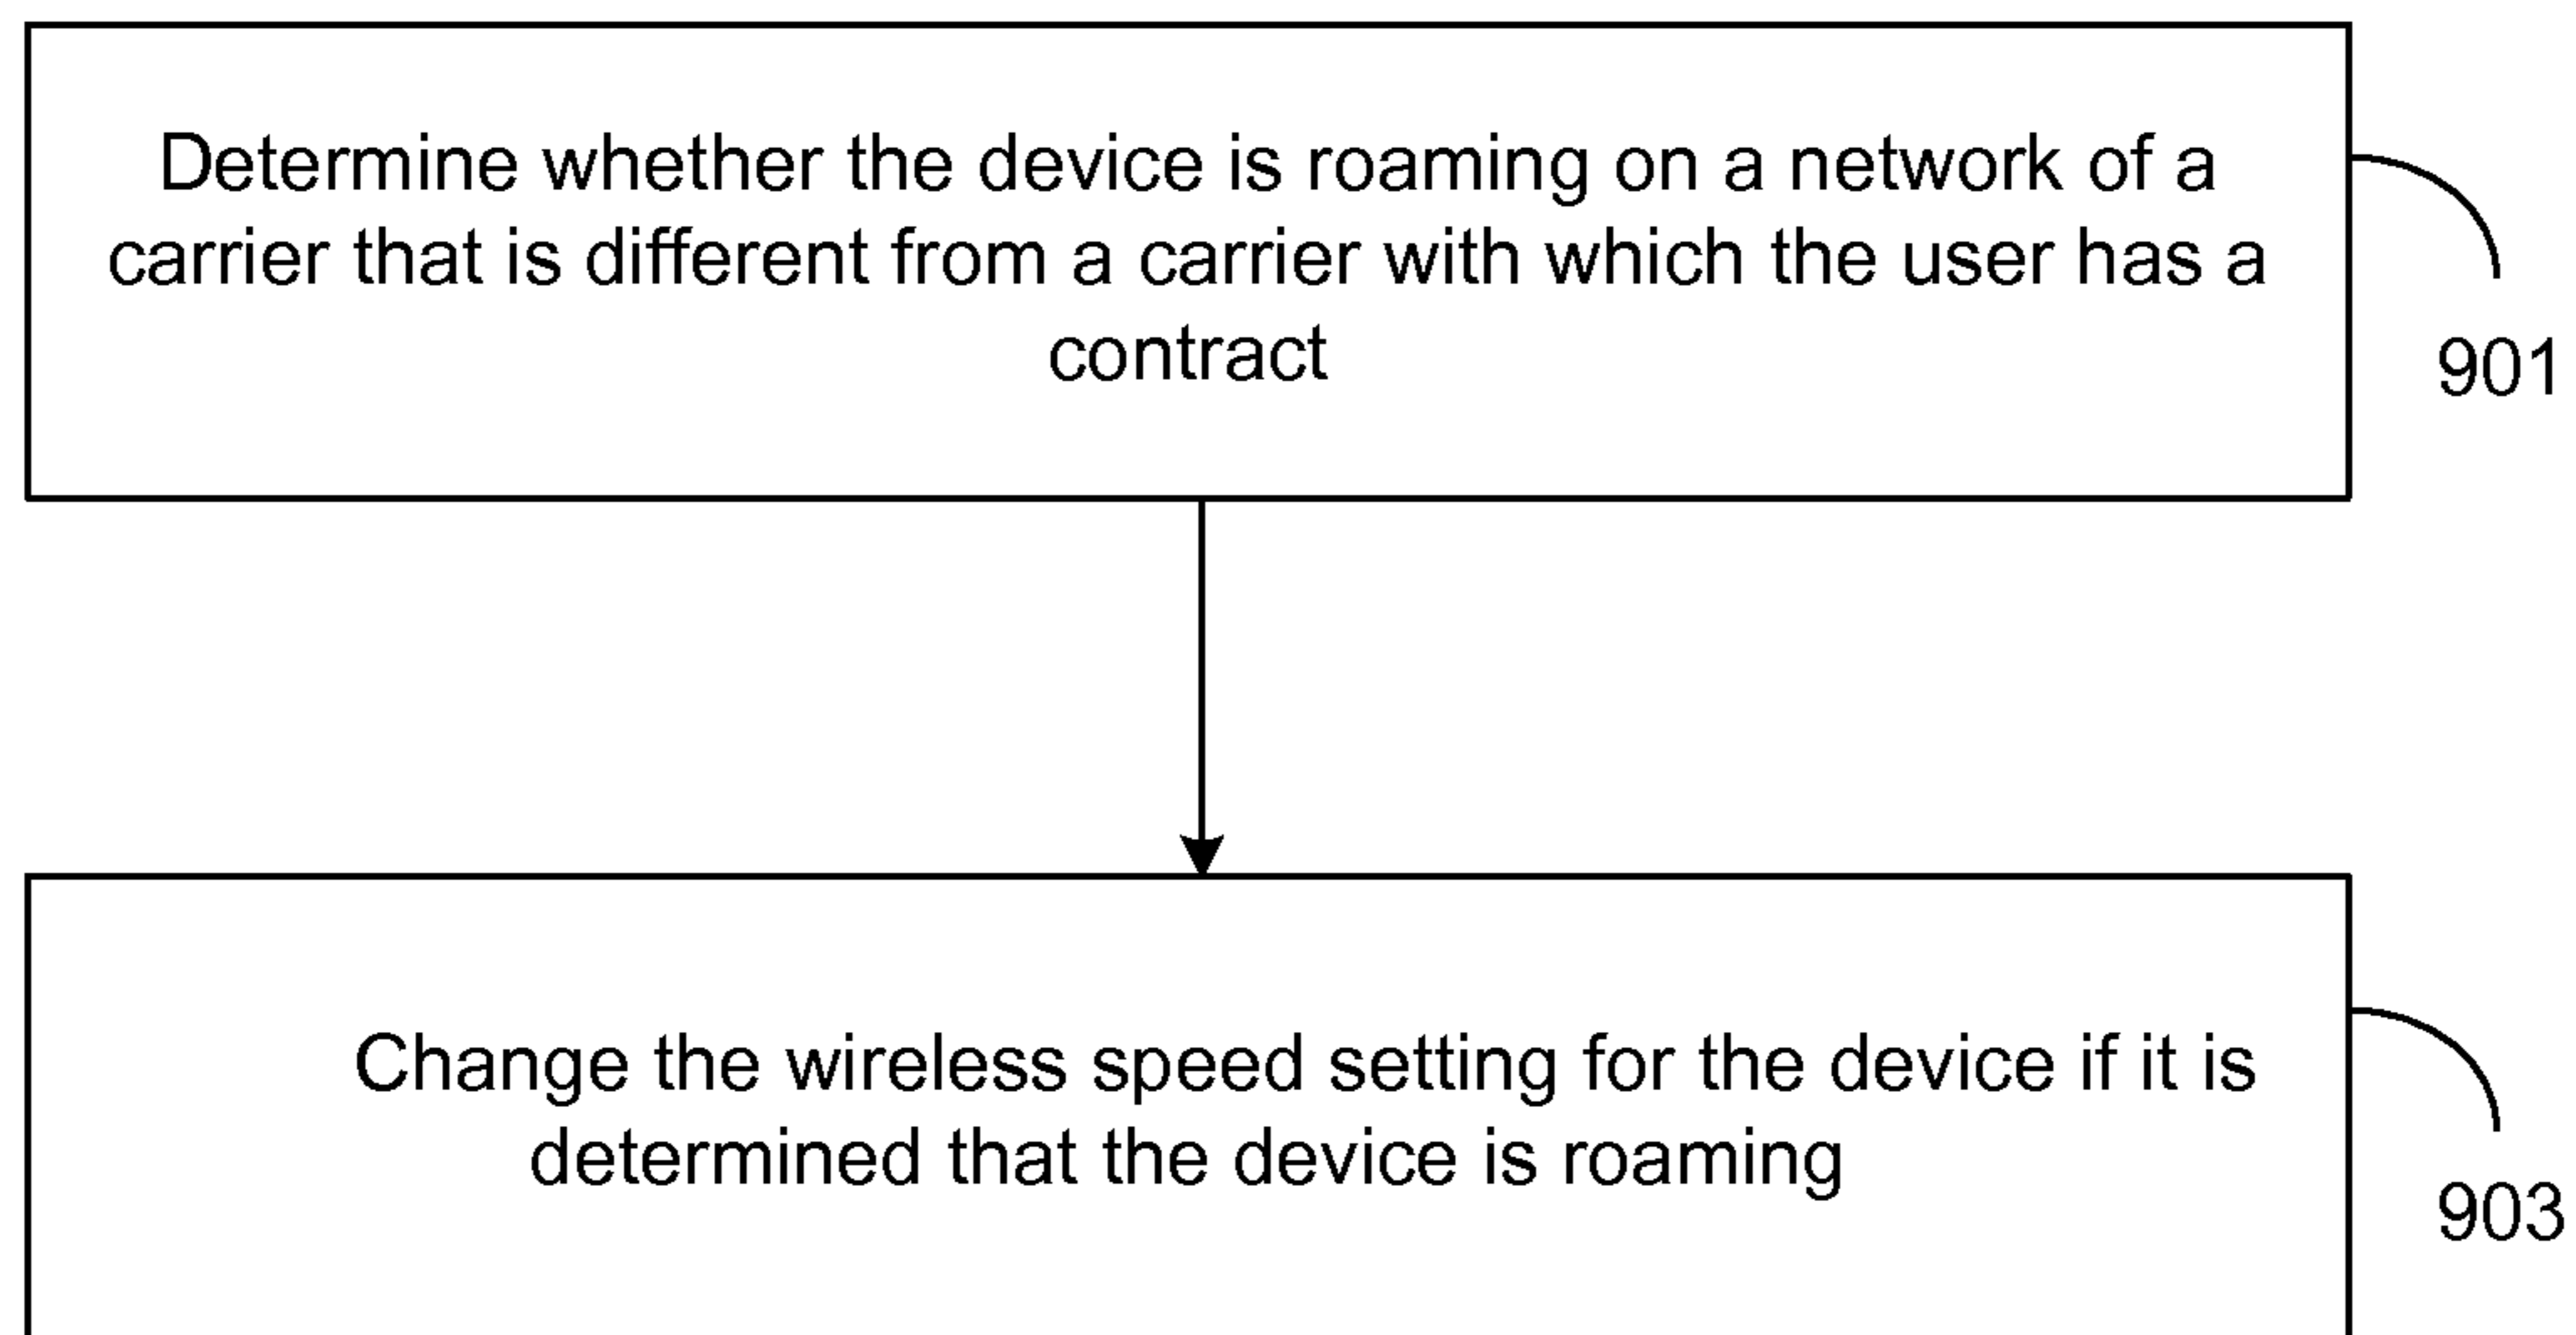 Determine whether the device is roaming on a network of a
carrier that is different from a carrier with which the user has a
contract
901
Change the wireless speed setting for the device if it is
determined that the device is roaming
903